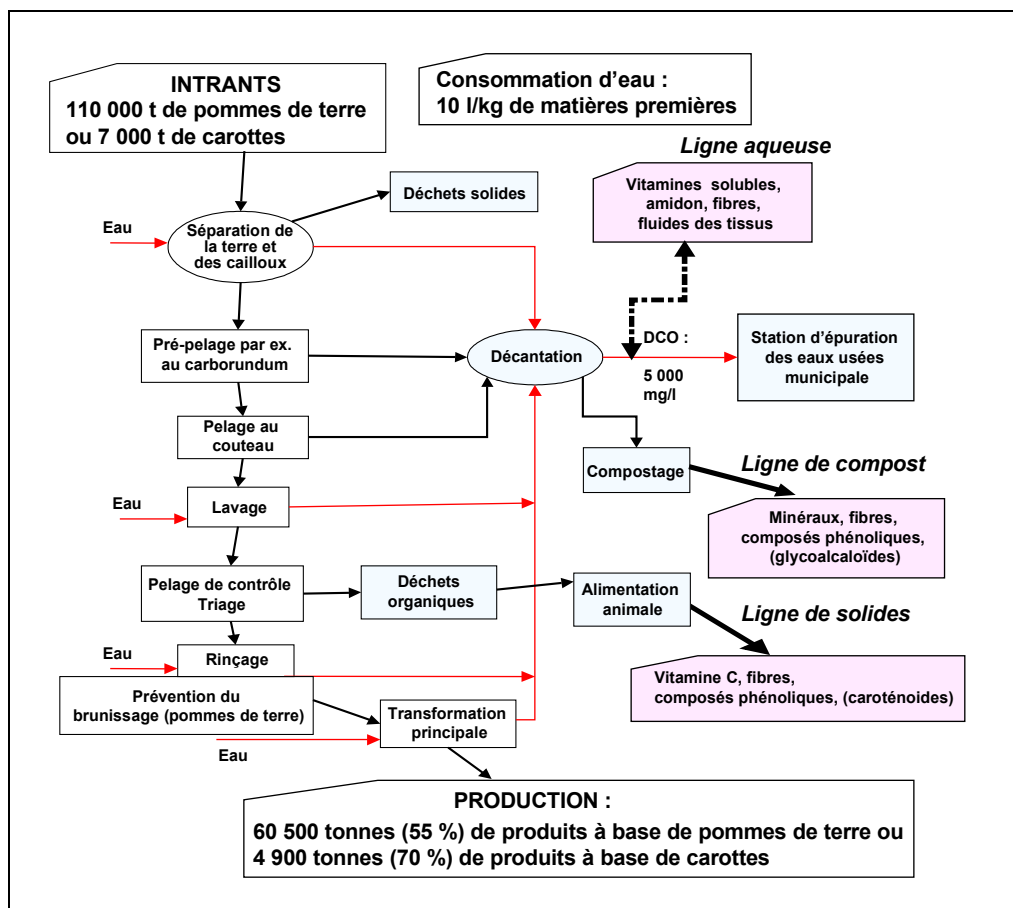 INTRANTS
110 000 t de pommes de terre
ou 7 000 t de carottes
Consommation d'eau :
10 l/kg de matières premières
Ligne aqueuse
Vitamines solubles,
amidon, fibres,
fluides des tissus
Déchets solides
Eau
Séparation de
la terre et
des cailloux
Pré-pelage par ex.
au carborundum
Décantation
DCO :
5 000
mg/l
Station d'épuration
des eaux usées
municipale
Pelage au
couteau
Compostage
Ligne de compost
Eau
Lavage
Minéraux, fibres,
composés phénoliques,
(glycoalcaloïdes)
Pelage de contrôle
Triage
Déchets
organiques
Alimentation
animale
Ligne de solides
Eau
Rinçage
Vitamine C, fibres,
composés phénoliques, (caroténoides)
Prévention du
brunissage (pommes de terre)
Transformation
principale
Eau
PRODUCTION :
60 500 tonnes (55 %) de produits à base de pommes de terre ou
4 900 tonnes (70 %) de produits à base de carottes